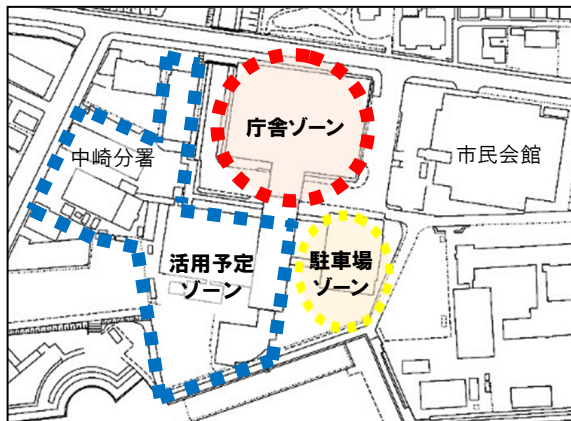 庁舎ゾーン
中崎分署
市民会館
活用予定
ゾーン
駐車場
ゾーン